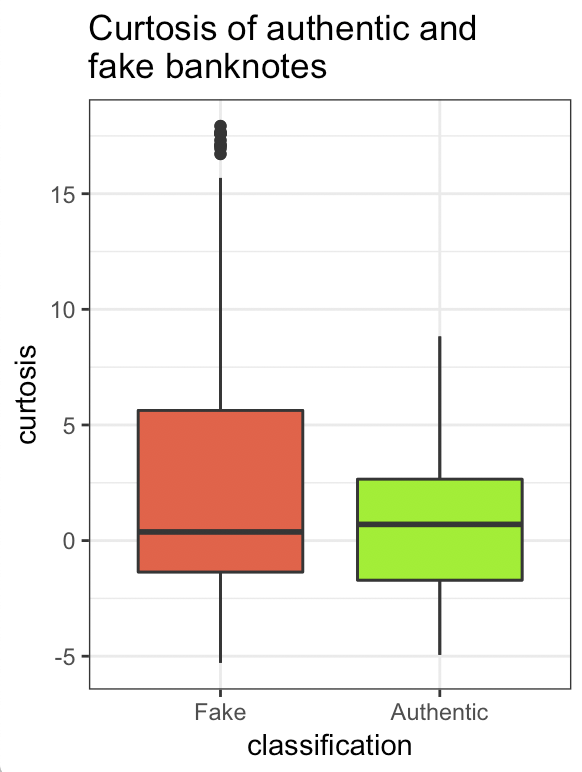 Curtosis of authentic and
fake banknotes
curtosis
15
10
5
0
-5
Fake Authentic
classification